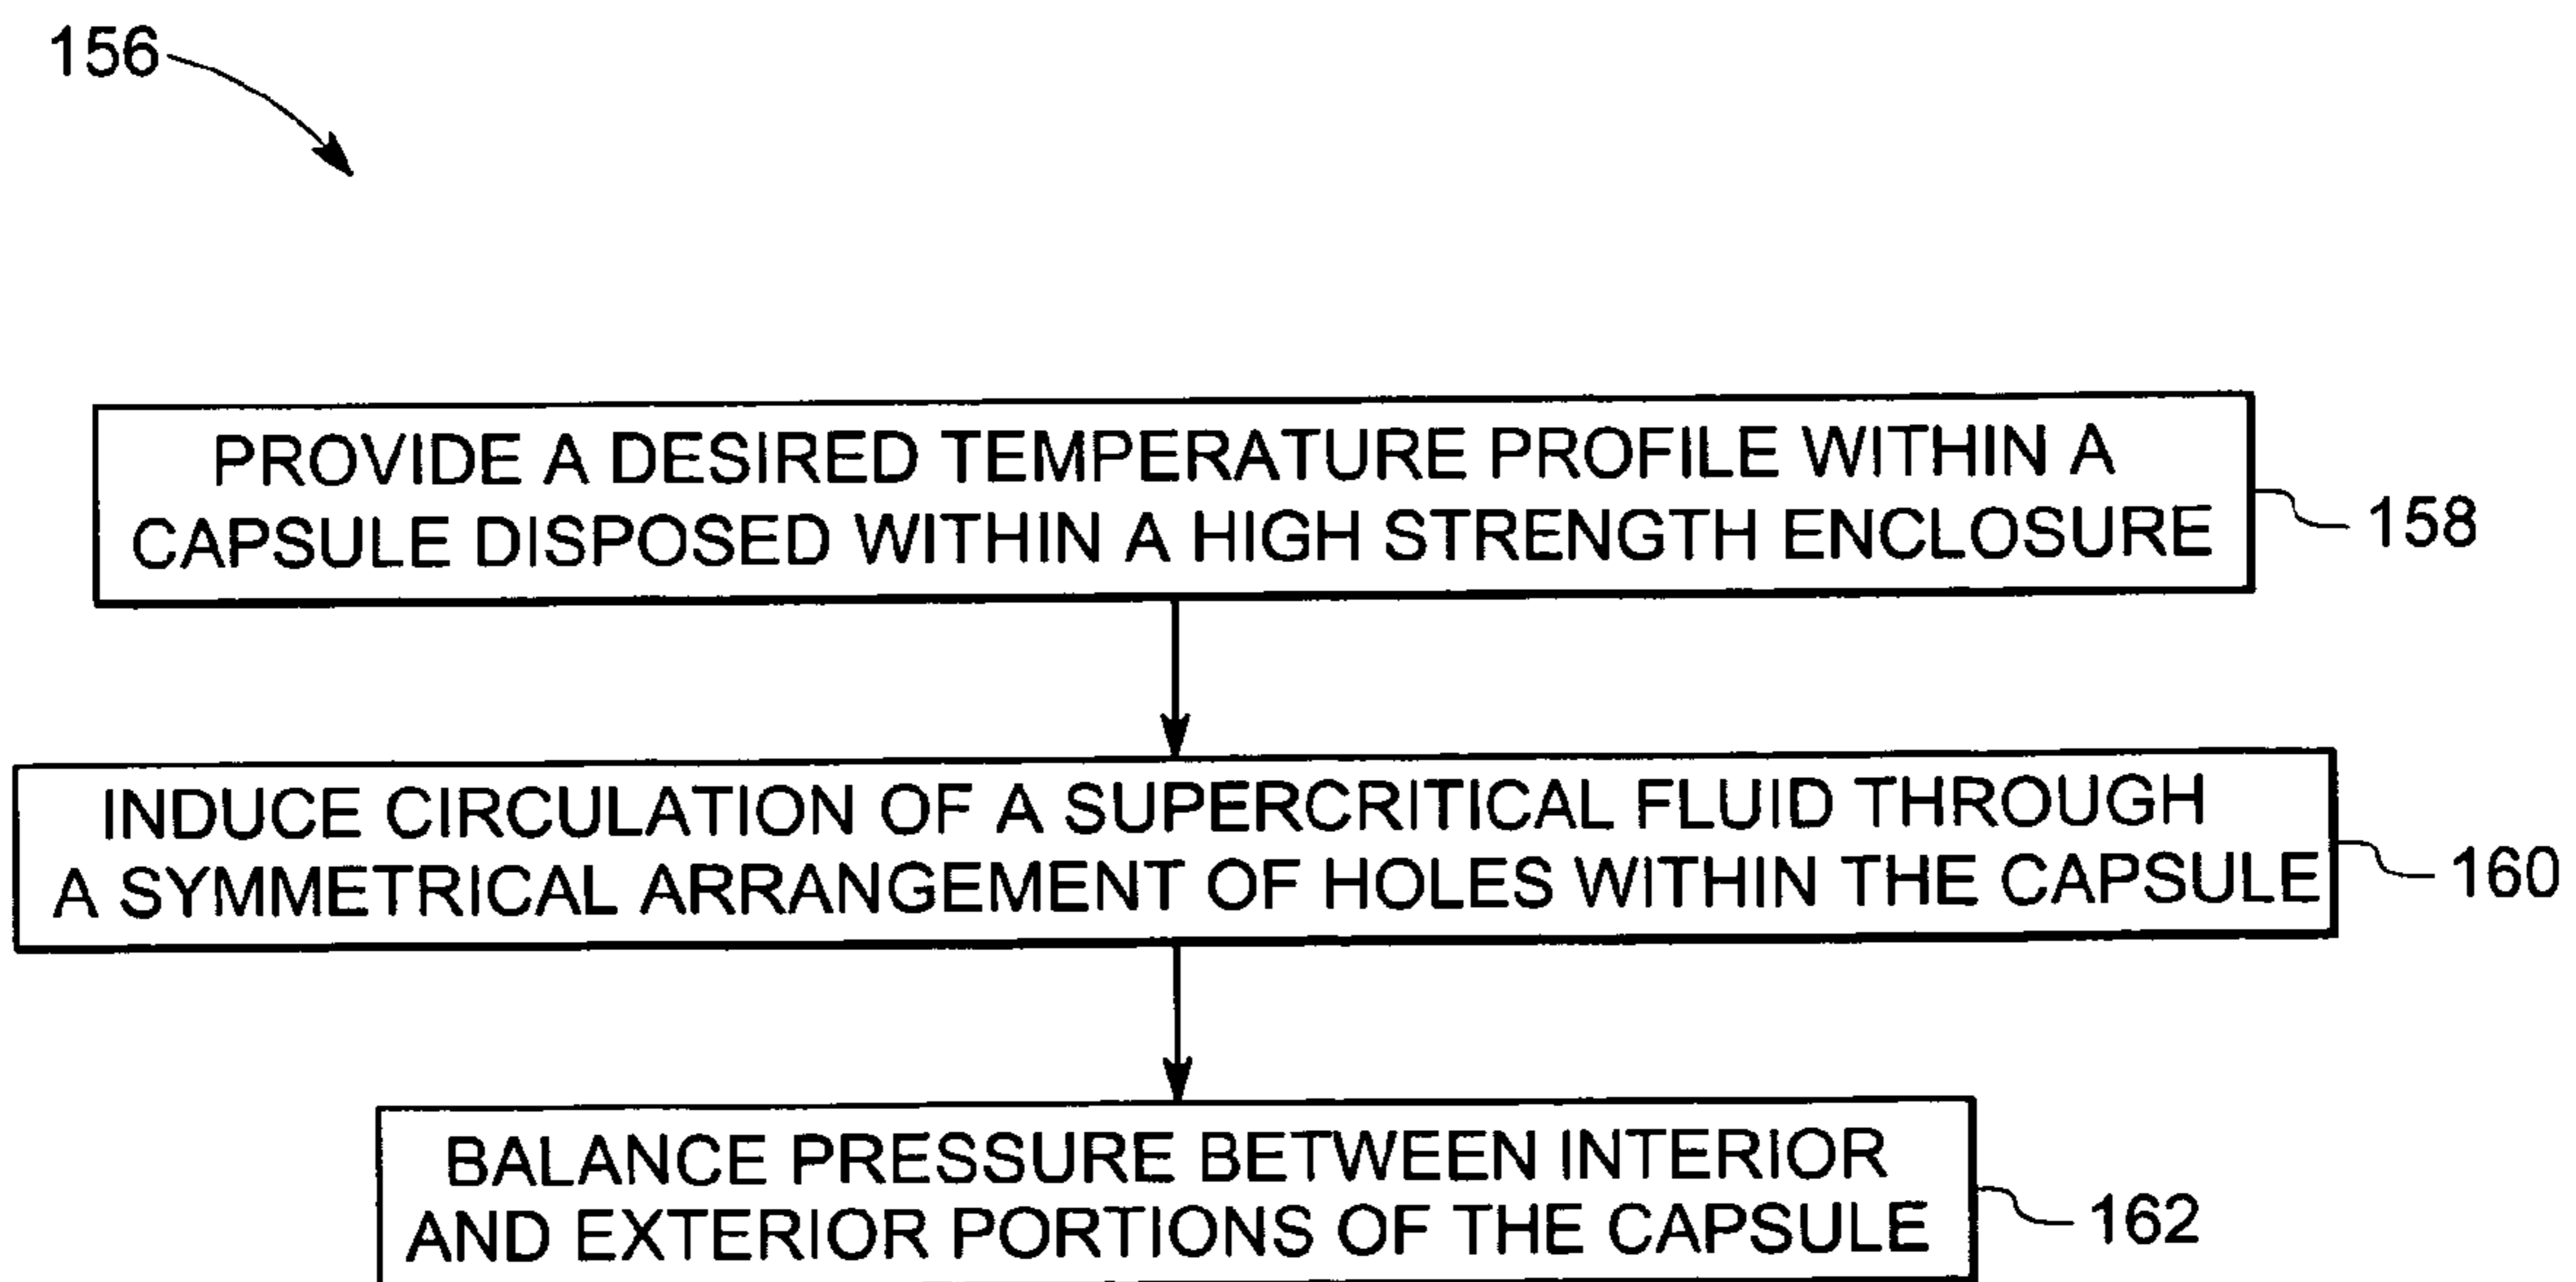 156
PROVIDE A DESIRED TEMPERATURE PROFILE WITHIN A
CAPSULE DISPOSED WITHIN A HIGH STRENGTH ENCLOSURE
158
INDUCE CIRCULATION OF A SUPERCRITICAL FLUID THROUGH
A SYMMETRICAL ARRANGEMENT OF HOLES WITHIN THE CAPSULE
160
BALANCE PRESSURE BETWEEN INTERIOR
AND EXTERIOR PORTIONS OF THE CAPSULE
162